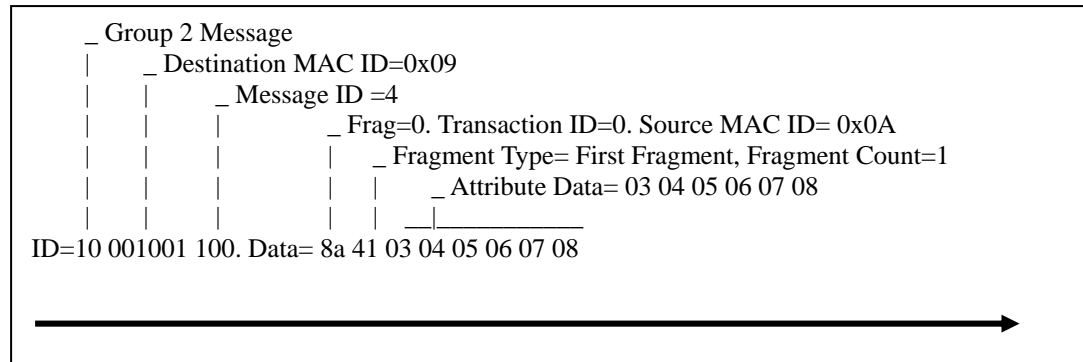 _ Group 2 Message
| _ Destination MAC ID=0x09
| | _ Message ID =4
| | | _ Frag=0. Transaction ID=0. Source MAC ID= 0x0A
| | | | _ Fragment Type= First Fragment, Fragment Count=1
| | | | | _ Attribute Data= 03 04 05 06 07 08
| | | | | __|___________
ID=10 001001 100. Data= 8a 41 03 04 05 06 07 08